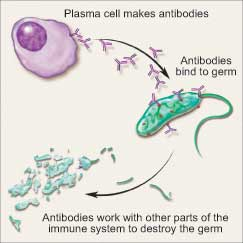 Plasma cell makes antibodies
Antibodies
bind to germ
Antibodies work with other parts of the
immune system to destroy the germ